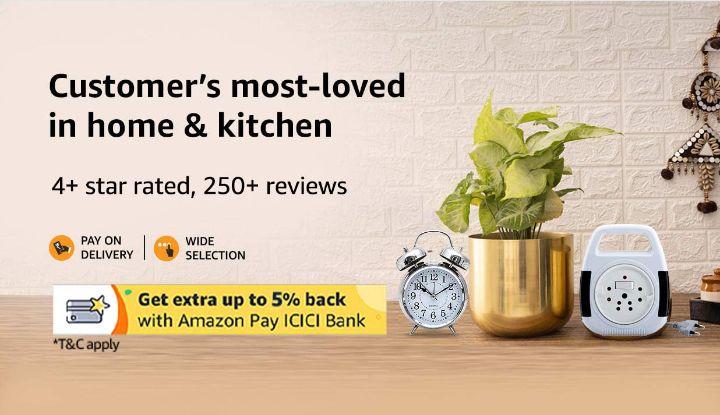 Customer's most-loved
in home & kitchen
4+ star rated, 250+ reviews
PAY ON
DELIVERY
WIDE
SELECTION
Get extra up to 5% back
with Amazon Pay ICICI Bank
*T&C apply